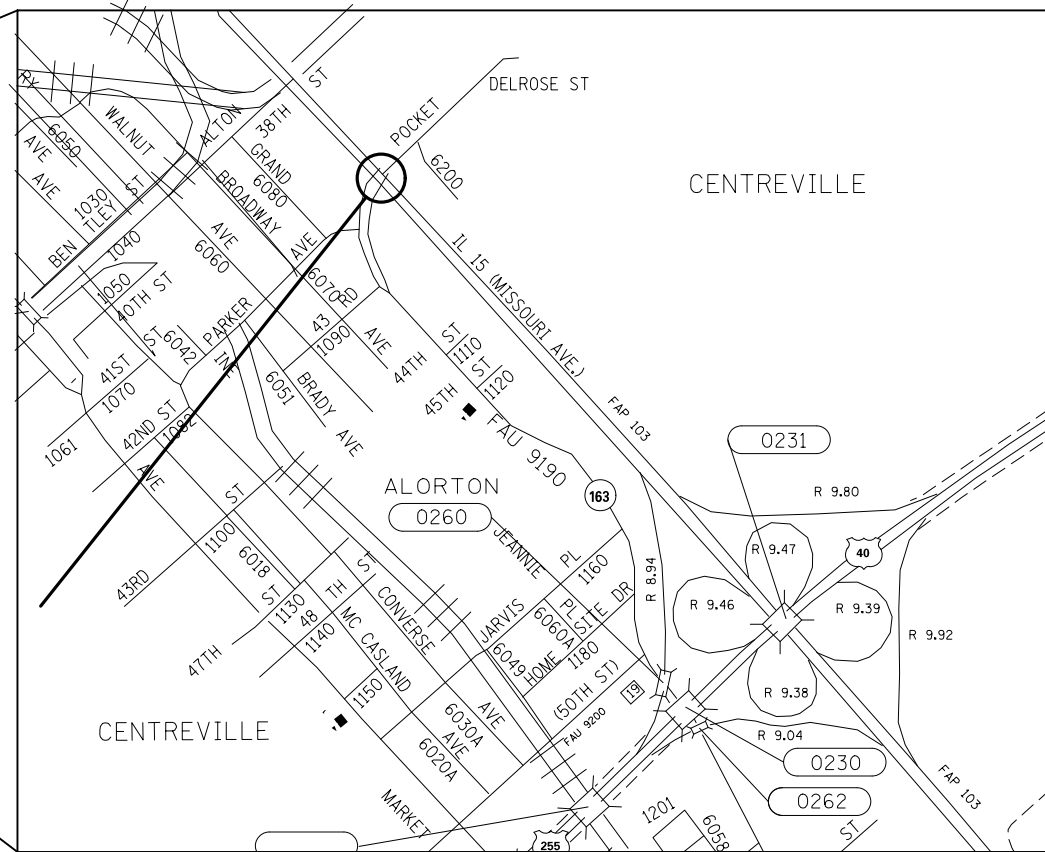 DELROSE ST
ST
POCKET
6200
RY
WALNUT
ALTON
38TH
6050
AVE
AVE
ST
1030
BEN TLEY
1040
GRAND
6080
BROADWAY
AVE
AVE
6060
CENTREVILLE
IL 15 (MISSOURI AVE.)
1050
40TH ST
ST
6042
PARKER
6070
43 RD
1090
AVE
44TH
ST
1110
ST
1120
45TH
41ST
1070
42ND ST
1082
1061
AVE
6051
BRADY AVE
FAU 9190
FAP 103
0231
ALORTON
0260
163
R 9.80
R 9.47
40
R 8.94
R 9.46
R 9.39
R 9.92
R 9.38
R 9.04
JEANNIE PL
PL
1160
ST
1100
43RD
6018
ST
1130
48 TH
1140
47TH
MC CASLAND
ST
CONVERSE
JARVIS
6060A
SITE DR
6049
HOME
1180
(50TH ST)
19
FAU 9200
1150
AVE
6030A
AVE
6020A
CENTREVILLE
MARKET
0230
0262
FAP 103
1201
6058
ST
255